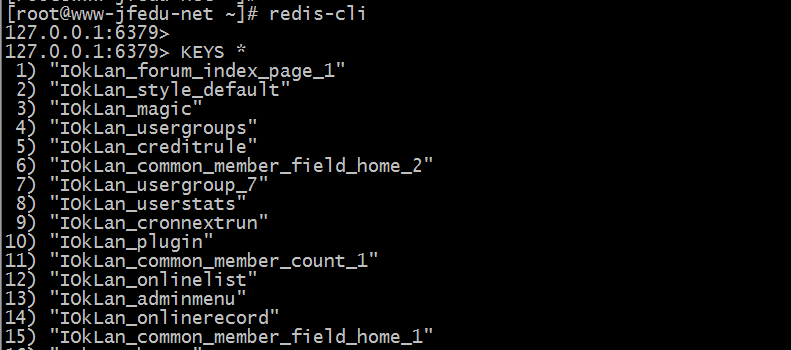 [root@www-jfedu-net ~]# redis-cli
127.0.0.1:6379>
127.0.0.1:6379> KEYS *
1) "IOkLan_forum_index_page_1"
2) "IOkLan_style_default"
3) "IOkLan_magic"
4) "IOkLan_usergroups"
5) "IOkLan_creditrule"
6) "IOkLan_common_member_field_home_2"
7) "IOkLan_usergroup_7"
8) "IOkLan_userstats"
9) "IOkLan_cronnextrun"
10) "IOkLan_plugin"
11) "IOkLan_common_member_count_1"
12) "IOkLan_onlinelist"
13) "IOkLan_adminmenu"
14) "IOkLan_onlinerecord"
15) "IOkLan_common_member_field_home_1"